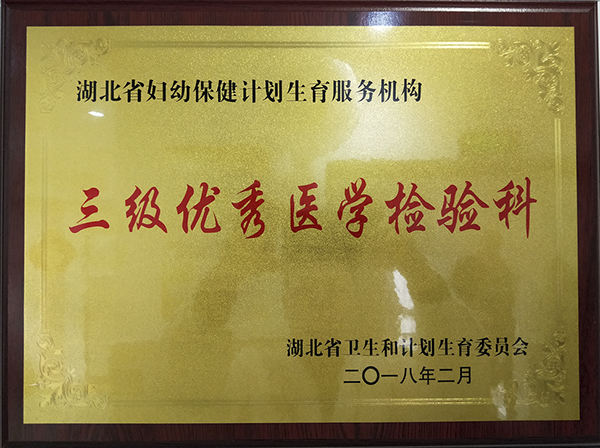 湖北省妇幼保健计划生育服务机构
三级优秀医学检验科
湖北省卫生和计划生育委员会
二〇一八年二月